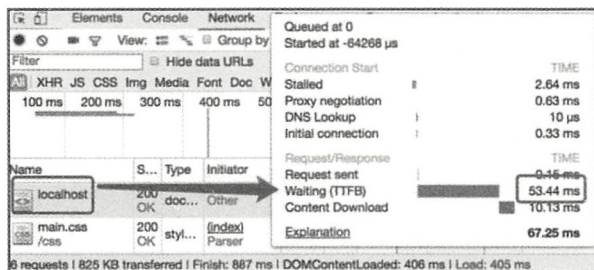 Elements Console Network
View: Group by
Filter Hide data URLs
All XHR JS CSS Img Media Font Doc W
100 ms 200 ms 300 ms 400 ms 50
Name S... Type Initiator
localhost 200 OK doc... Other
main.css /css 200 OK styl... (index) Parser
6 requests | 825 KB transferred | Finish: 887 ms | DOMContentLoaded: 406 ms | Load: 405 ms
Queued at 0
Started at -64268 μs
Connection Start TIME
Stalled 2.64 ms
Proxy negotiation 0.63 ms
DNS Lookup 10 μs
Initial connection 0.33 ms
Request/Response TIME
Request sent 0.15 ms
Waiting (TTFB) 53.44 ms
Content Download 10.13 ms
Explanation 67.25 ms